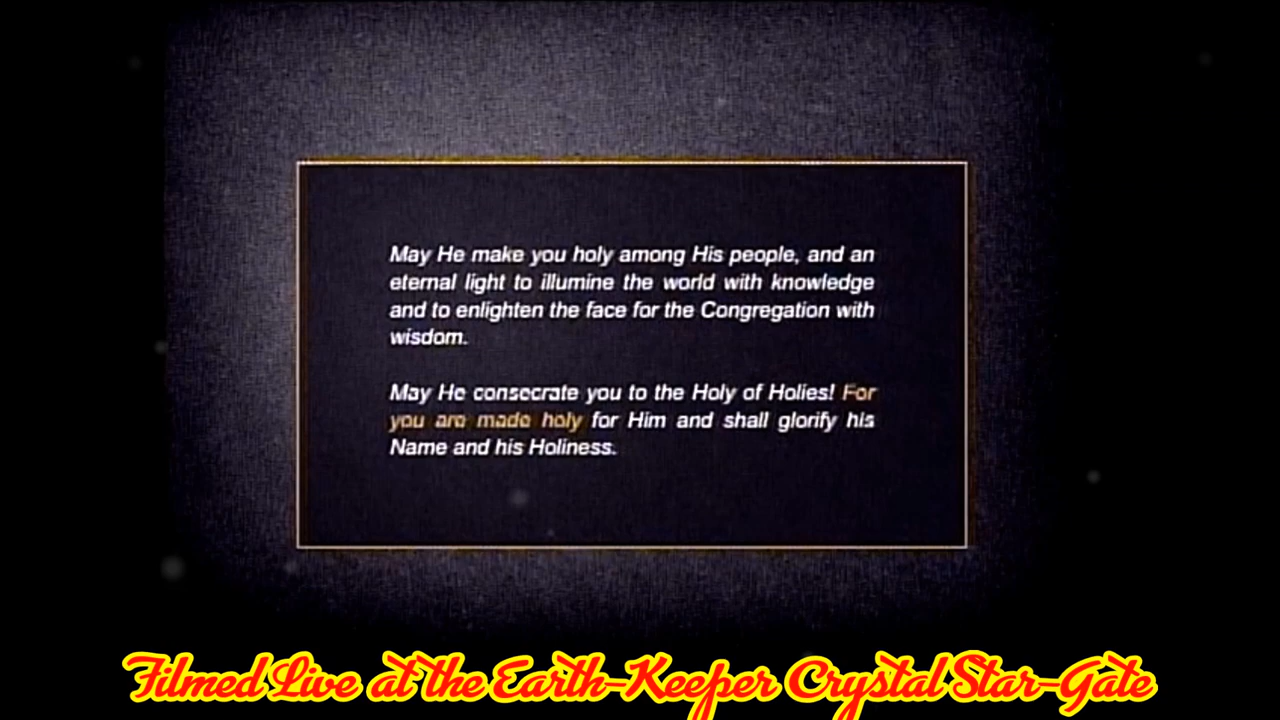 May He make you holy among His people, and an
eternal light to illumine the world with knowledge
and to enlighten the face for the Congregation with
wisdom.
May He consecrate you to the Holy of Holies! For
you are made holy for Him and shall glorify his
Name and his Holiness.
Filmed Live at the Earth-Keeper Crystal Star-Gate